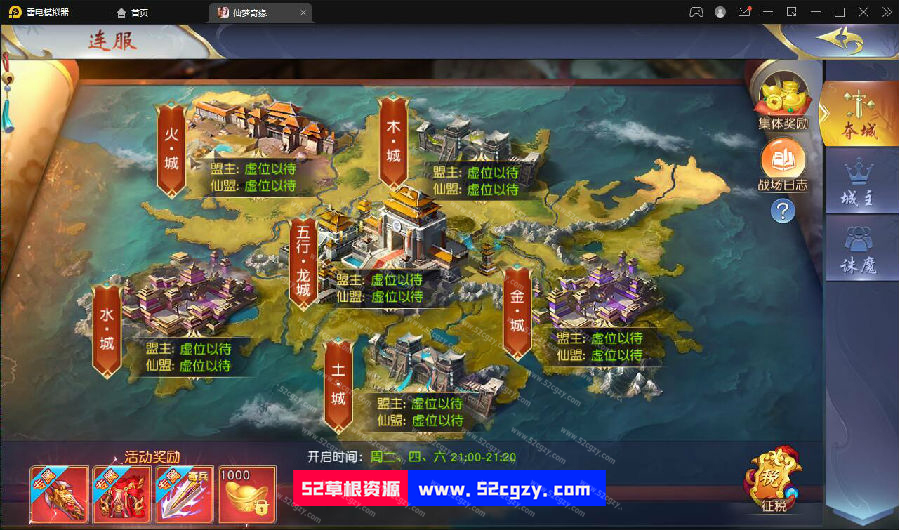 雷电模拟器
首页
仙梦奇缘
连服
集体奖励
战场日志
?
夺城
城主
诛魔
火·城
盟主: 虚位以待
仙盟: 虚位以待
木·城
盟主: 虚位以待
仙盟: 虚位以待
五行·龙城
盟主: 虚位以待
仙盟: 虚位以待
水·城
盟主: 虚位以待
仙盟: 虚位以待
金·城
盟主: 虚位以待
仙盟: 虚位以待
土·城
盟主: 虚位以待
仙盟: 虚位以待
活动奖励
开启时间: 周二、四、六 21:00-21:20
1000
52草根资源 www.52cgzy.com
税
征税